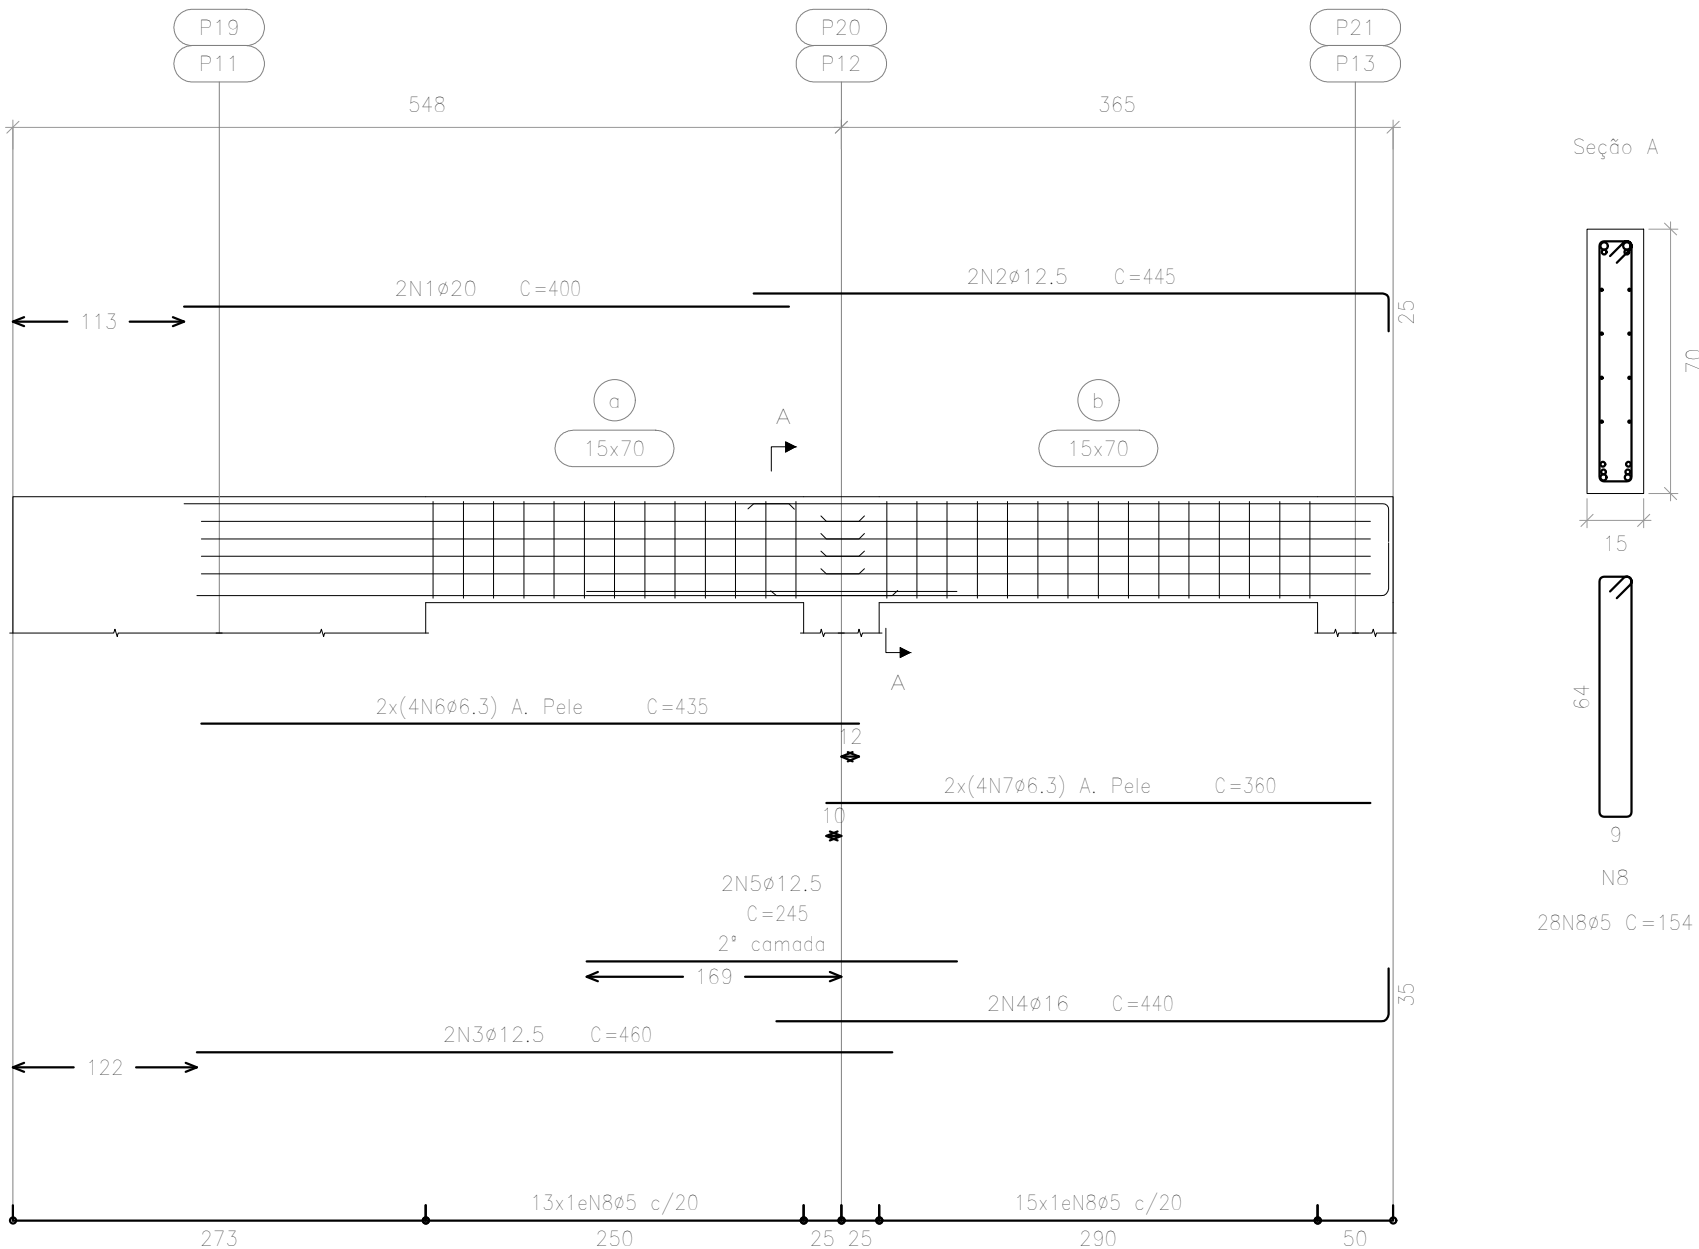 P19
P11
P20
P12
P21
P13
548
365
Seção A
2N1ø20 C=400
2N2ø12.5 C=445
113
25
70
a
b
A
15x70
15x70
15
A
2x(4N6ø6.3) A. Pele C=435
12
64
2x(4N7ø6.3) A. Pele C=360
10
9
2N5ø12.5
C=245
2ª camada
N8
28N8ø5 C=154
169
2N4ø16 C=440
35
2N3ø12.5 C=460
122
13x1eN8ø5 c/20
15x1eN8ø5 c/20
273
250
25
25
290
50